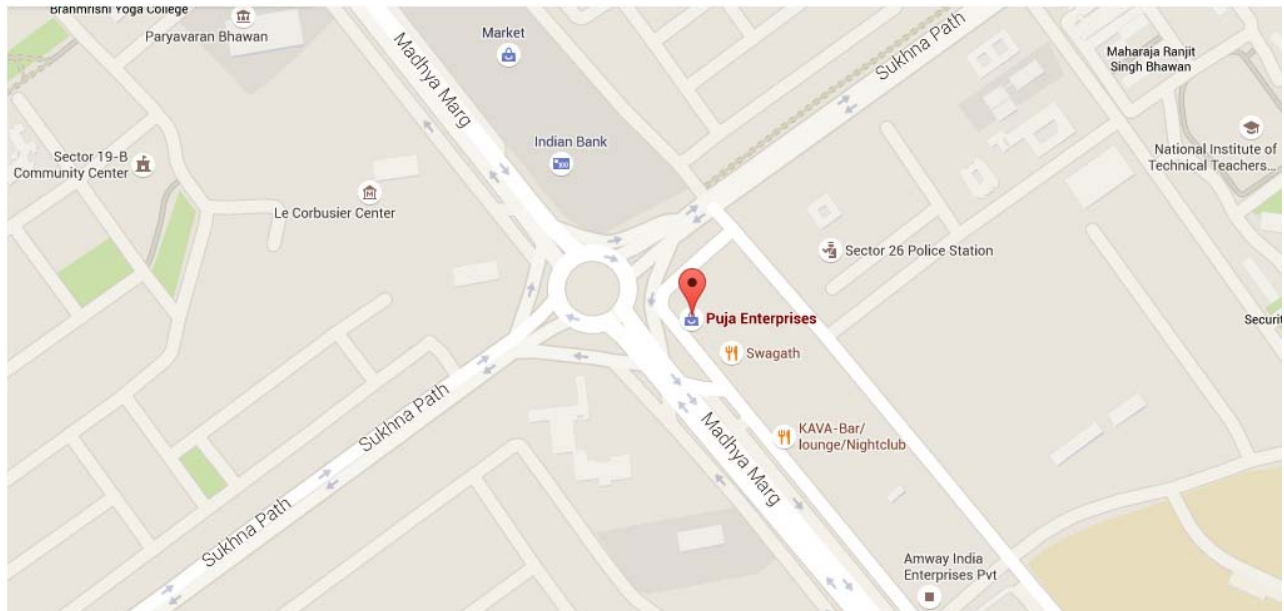 Brahmrishi Yoga College
Paryavaran Bhawan
Market
Madhya Marg
Sukhna Path
Maharaja Ranjit
Singh Bhawan
Indian Bank
National Institute of
Technical Teachers...
Sector 19-B
Community Center
Le Corbusier Center
Sector 26 Police Station
Puja Enterprises
Securit
Swagath
Sukhna Path
Madhya Marg
KAVA-Bar/
lounge/Nightclub
Sukhna Path
Amway India
Enterprises Pvt